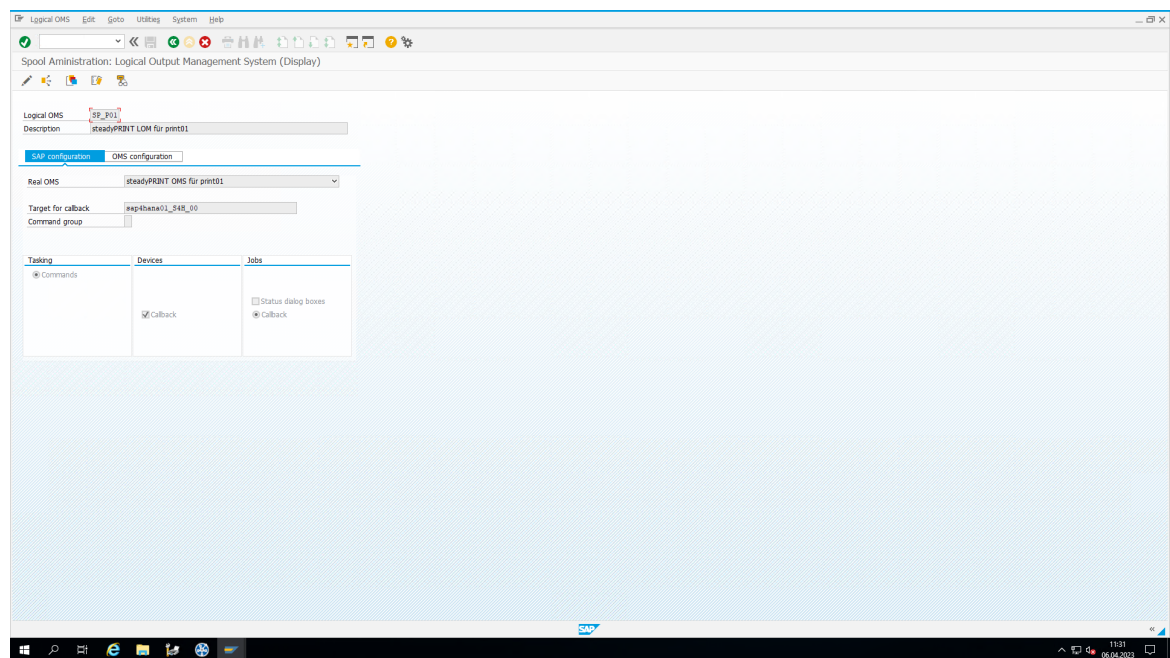 Logical OMS Edit Goto Utilities System Help
Spool Aministration: Logical Output Management System (Display)
Logical OMS SP_P01
Description steadyPRINT LOM für print01
SAP configuration OMS configuration
Real OMS steadyPRINT OMS für print01
Target for callback sap4hana01_S4H_00
Command group
Tasking Devices Jobs
Commands
Status dialog boxes
Callback Callback
SAP
11:31
06.04.2023